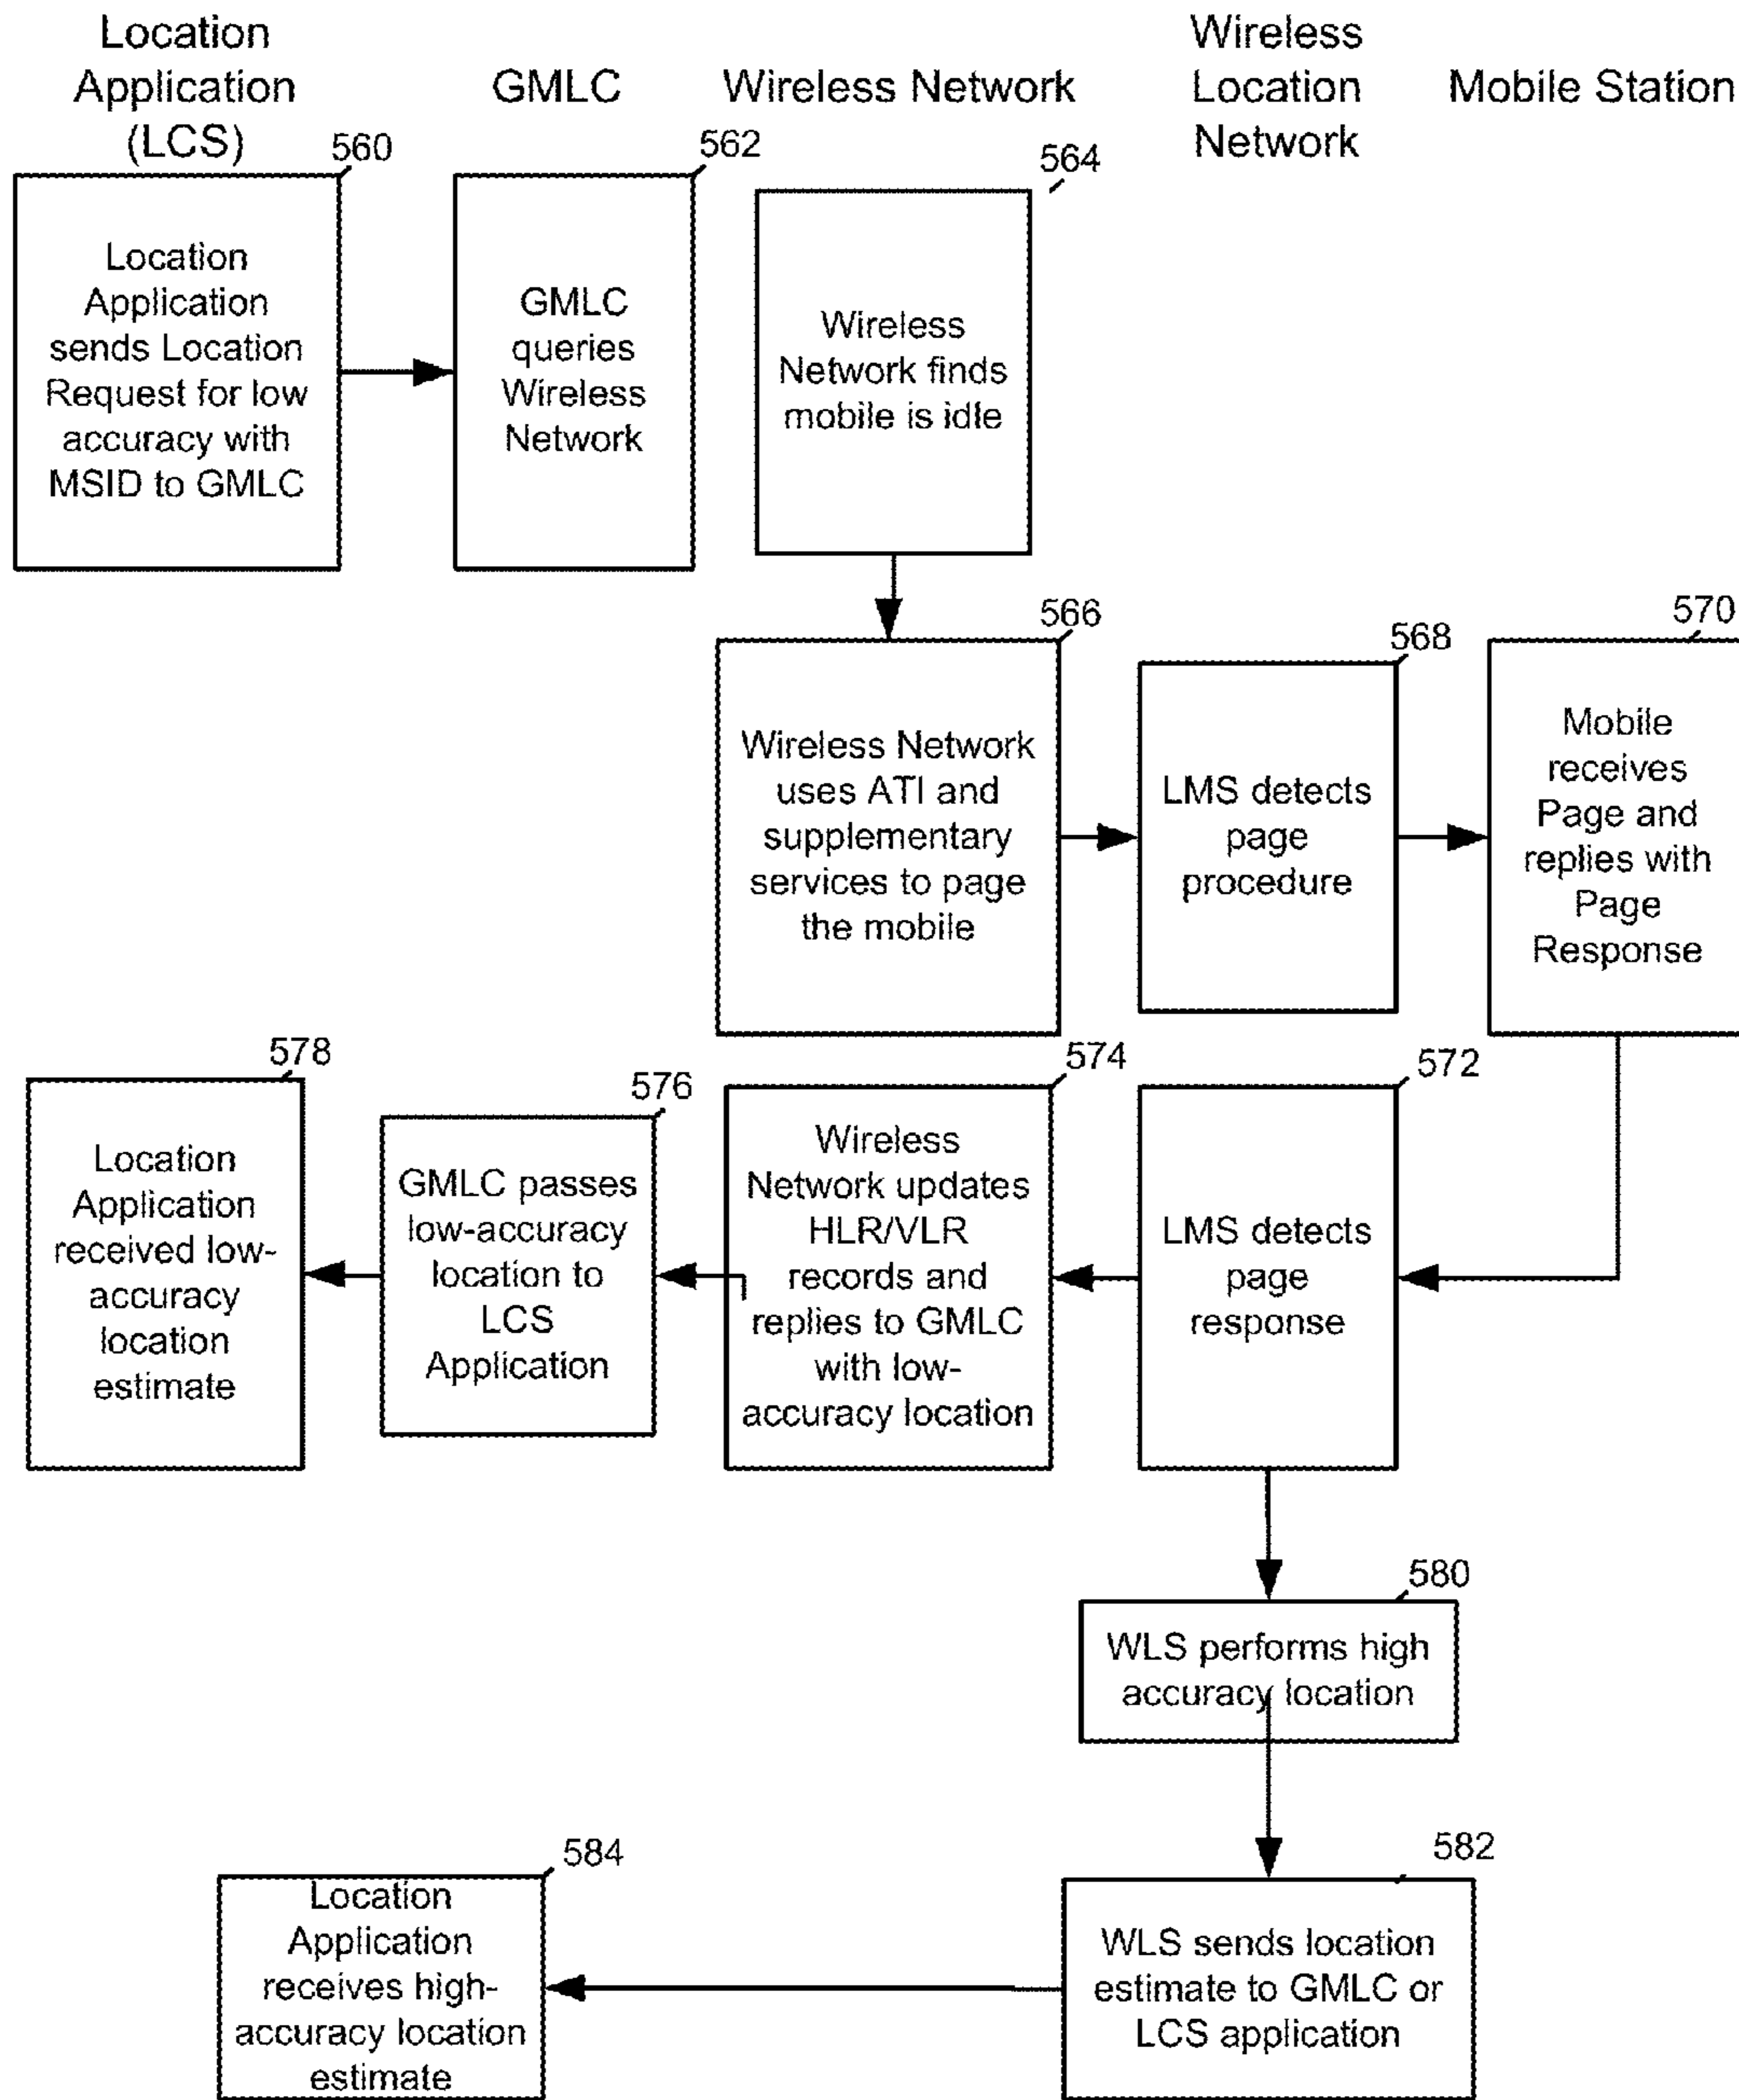 Location
Application
(LCS)
GMLC
Wireless Network
Wireless
Location
Network
Mobile Station
560
Location
Application
sends Location
Request for low
accuracy with
MSID to GMLC
562
GMLC
queries
Wireless
Network
564
Wireless
Network finds
mobile is idle
566
Wireless Network
uses ATI and
supplementary
services to page
the mobile
568
LMS detects
page
procedure
570
Mobile
receives
Page and
replies with
Page
Response
572
LMS detects
page
response
574
Wireless
Network updates
HLR/VLR
records and
replies to GMLC
with low-
accuracy location
576
GMLC passes
low-accuracy
location to
LCS
Application
578
Location
Application
received low-
accuracy
location
estimate
580
WLS performs high
accuracy location
582
WLS sends location
estimate to GMLC or
LCS application
584
Location
Application
receives high-
accuracy location
estimate